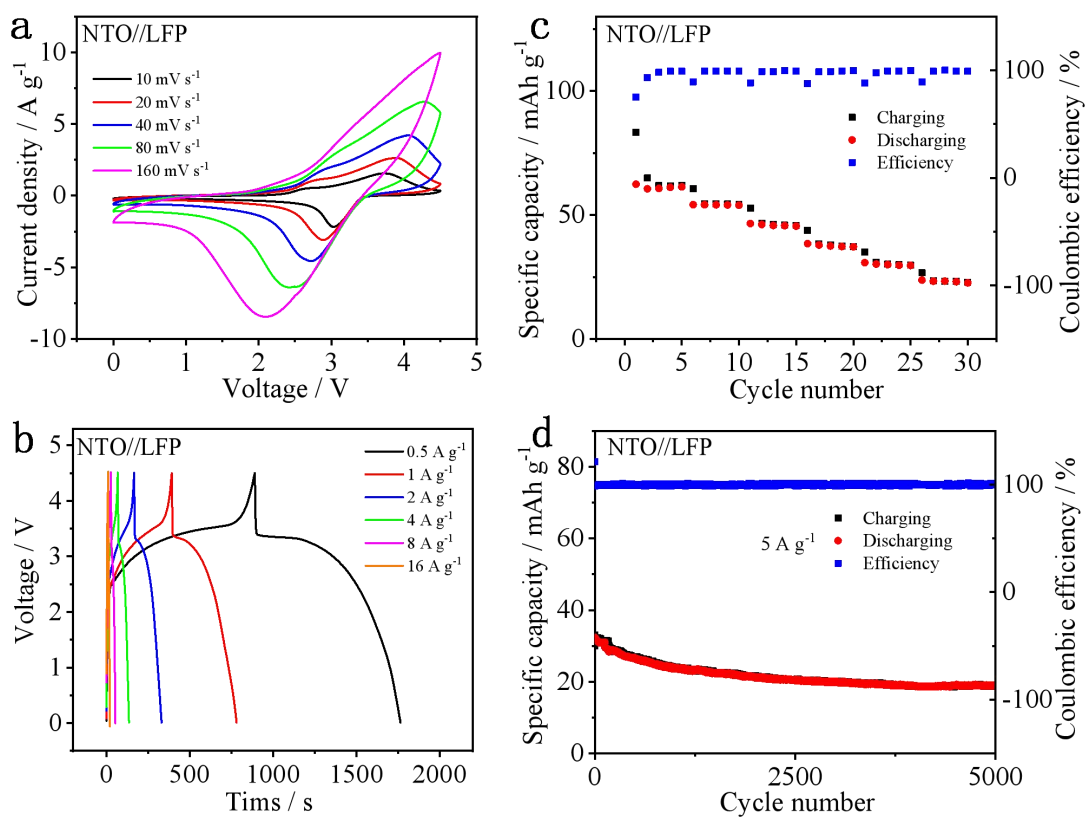 a
NTO//LFP
10 mV s⁻¹
20 mV s⁻¹
40 mV s⁻¹
80 mV s⁻¹
160 mV s⁻¹
10
5
0
-5
-10
Current density / A g⁻¹
0 1 2 3 4 5
Voltage / V
c
NTO//LFP
Charging
Discharging
Efficiency
100
50
0
Specific capacity / mAh g⁻¹
100
0
-100
Coulombic efficiency / %
0 5 10 15 20 25 30
Cycle number
b
NTO//LFP
0.5 A g⁻¹
1 A g⁻¹
2 A g⁻¹
4 A g⁻¹
8 A g⁻¹
16 A g⁻¹
5
4
3
2
1
0
Voltage / V
0 500 1000 1500 2000
Tims / s
d
NTO//LFP
5 A g⁻¹
Charging
Discharging
Efficiency
80
60
40
20
0
Specific capacity / mAh g⁻¹
100
0
-100
Coulombic efficiency / %
0 2500 5000
Cycle number